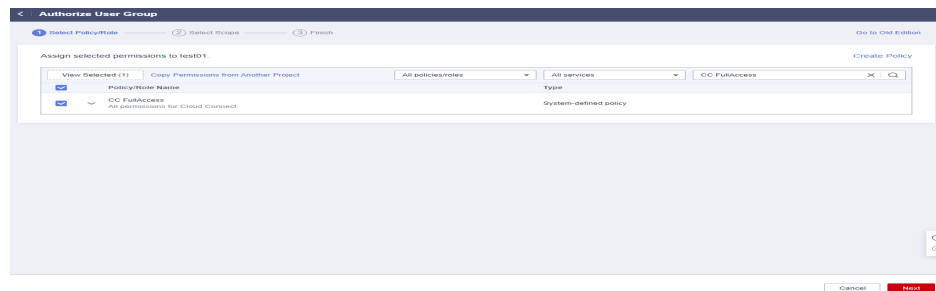 < Authorize User Group
1 Select Policy/Role 2 Select Scope 3 Finish Go to Old Edition
Assign selected permissions to test01. Create Policy
View Selected (1) Copy Permissions from Another Project All policies/roles All services CC FullAccess
Policy/Role Name Type
CC FullAccess System-defined policy
All permissions for Cloud Connect.
Cancel Next